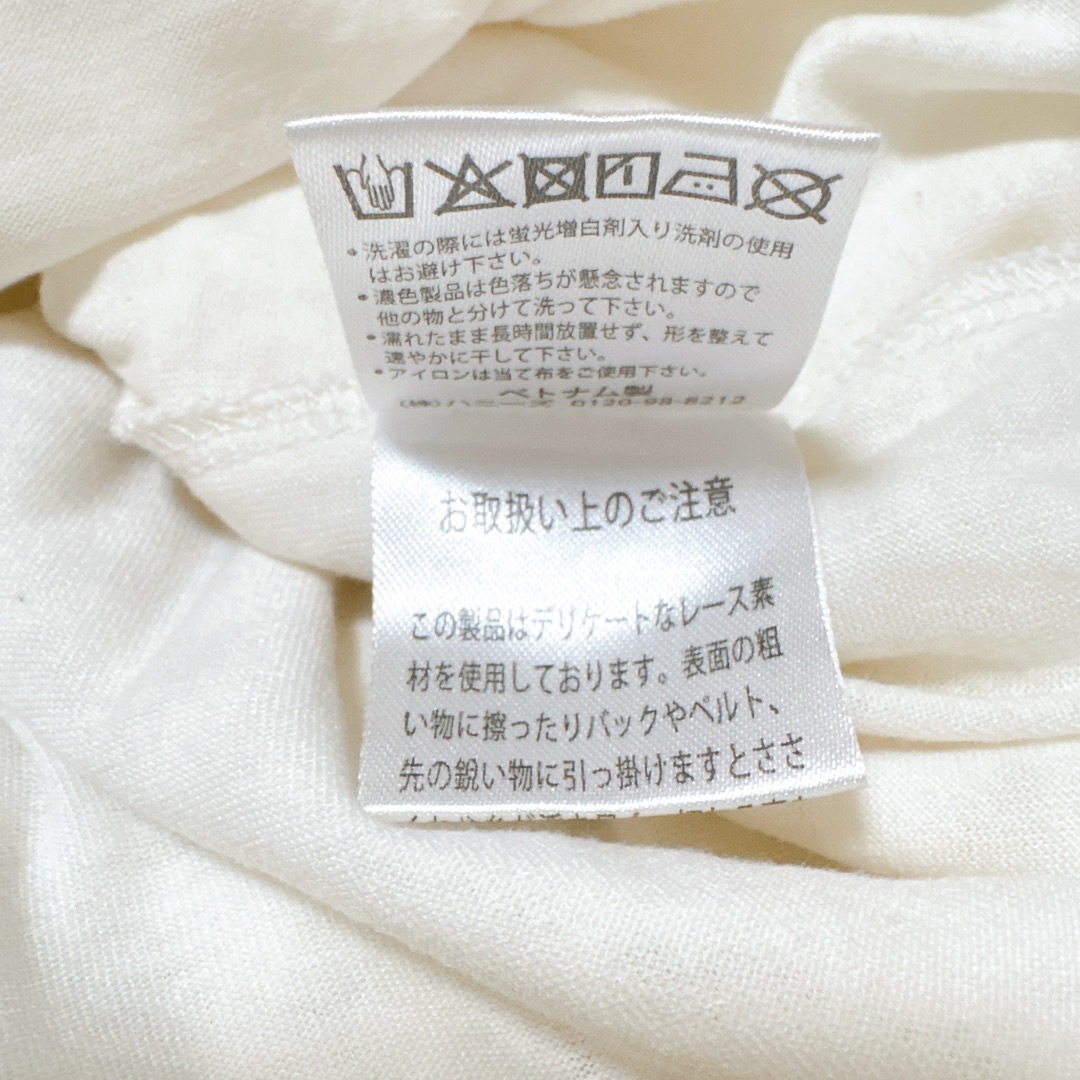 ・洗濯の際には蛍光増白剤入り洗剤の使用
はお避け下さい。
・濃色製品は色落ちが懸念されますので
他の物と分けて洗って下さい。
・濡れたまま長時間放置せず、形を整えて
速やかに干して下さい。
・アイロンは当て布をご使用下さい。
ベトナム製
(株)ハニーズ 0120-98-8212
お取扱い上のご注意
この製品はデリケートなレース素
材を使用しております。表面の粗
い物に擦ったりバックやベルト、
先の鋭い物に引っ掛けますとささ